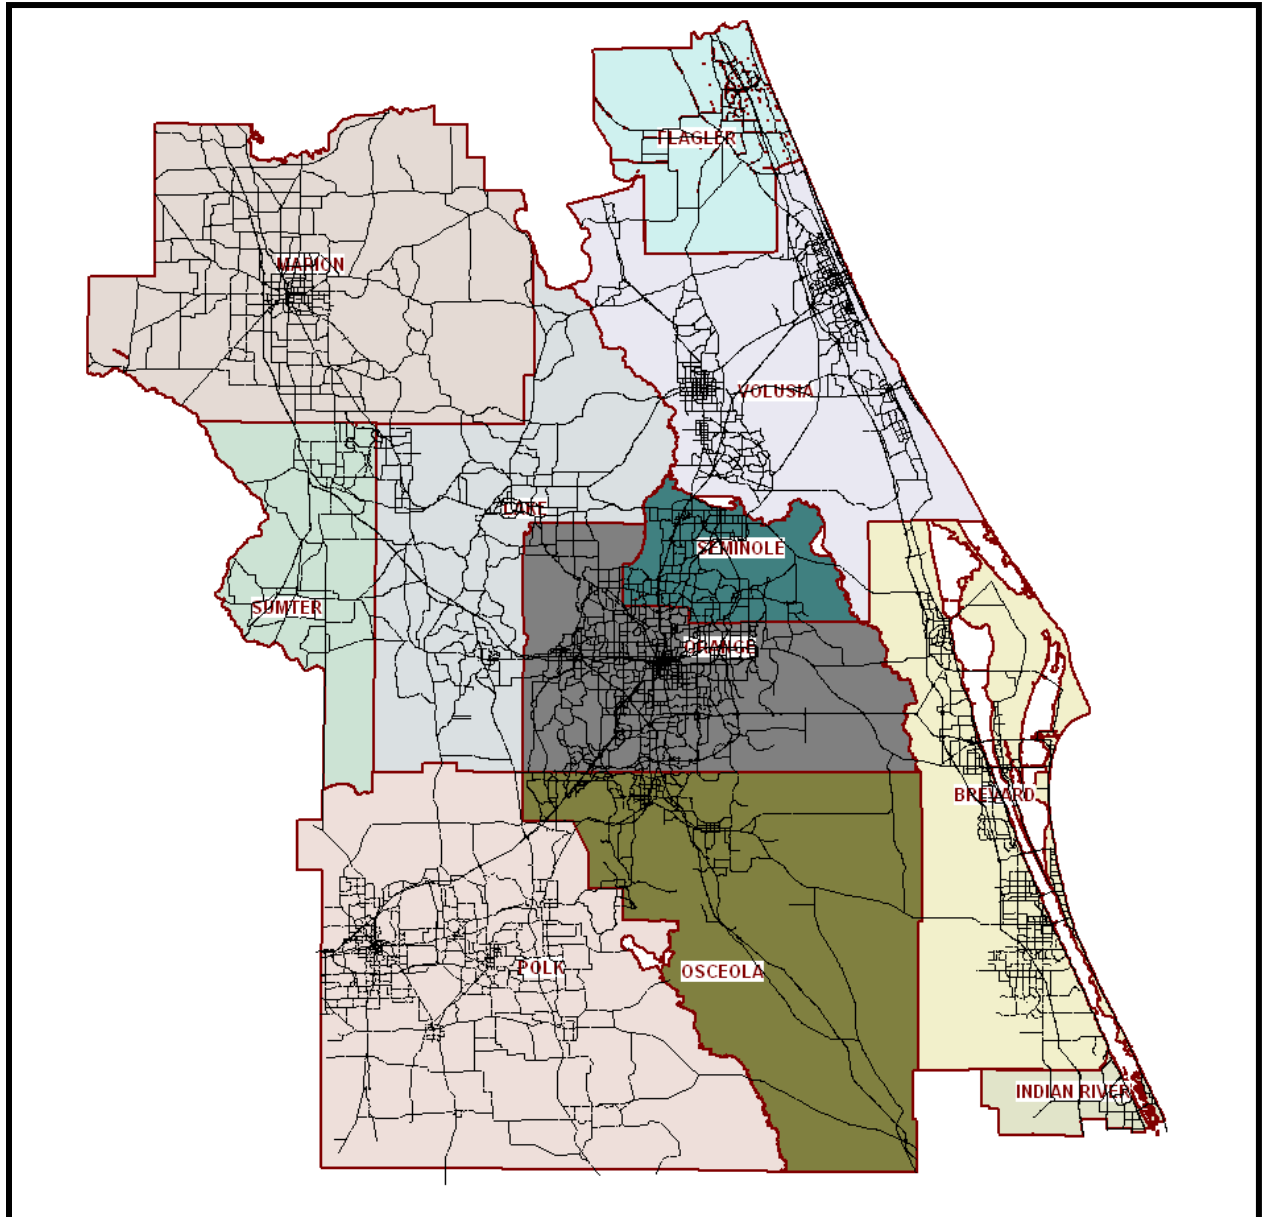 FLAGLER
MARION
VOLUSIA
LAKE
SEMINOLE
SUMTER
ORANGE
BREVARD
POLK
OSCEOLA
INDIAN RIVER